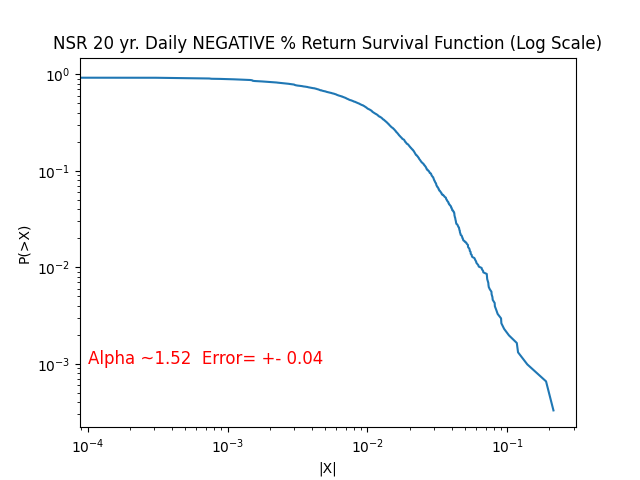 NSR 20 yr. Daily NEGATIVE % Return Survival Function (Log Scale)
P(>X)
10⁰
10⁻¹
10⁻²
10⁻³
Alpha ~1.52  Error= +- 0.04
10⁻⁴ 10⁻³ 10⁻² 10⁻¹
|X|